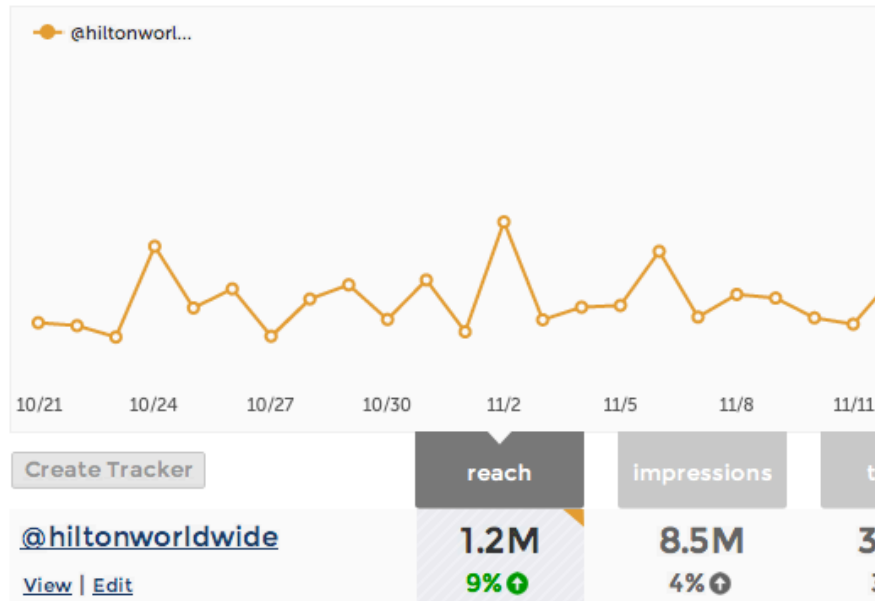 @hiltonworl...
10/21 10/24 10/27 10/30 11/2 11/5 11/8 11/11
Create Tracker reach impressions
@hiltonworldwide 1.2M 8.5M
View | Edit 9% 4%